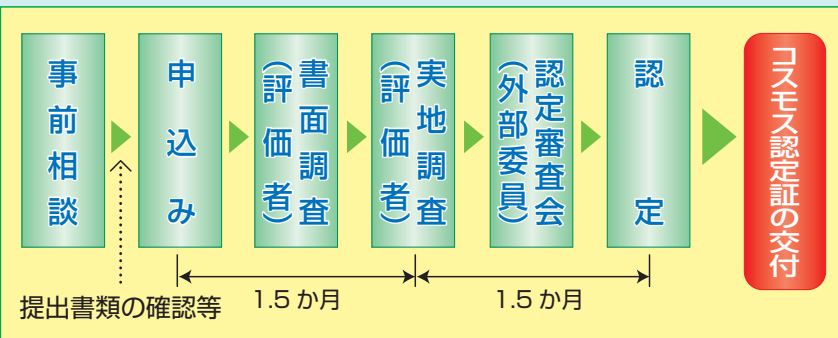 事前相談
申込み
書面調査
（評価者）
実地調査
（評価者）
認定審査会
（外部委員）
認定
コスモス認定証の交付
提出書類の確認等
1.5 か月
1.5 か月